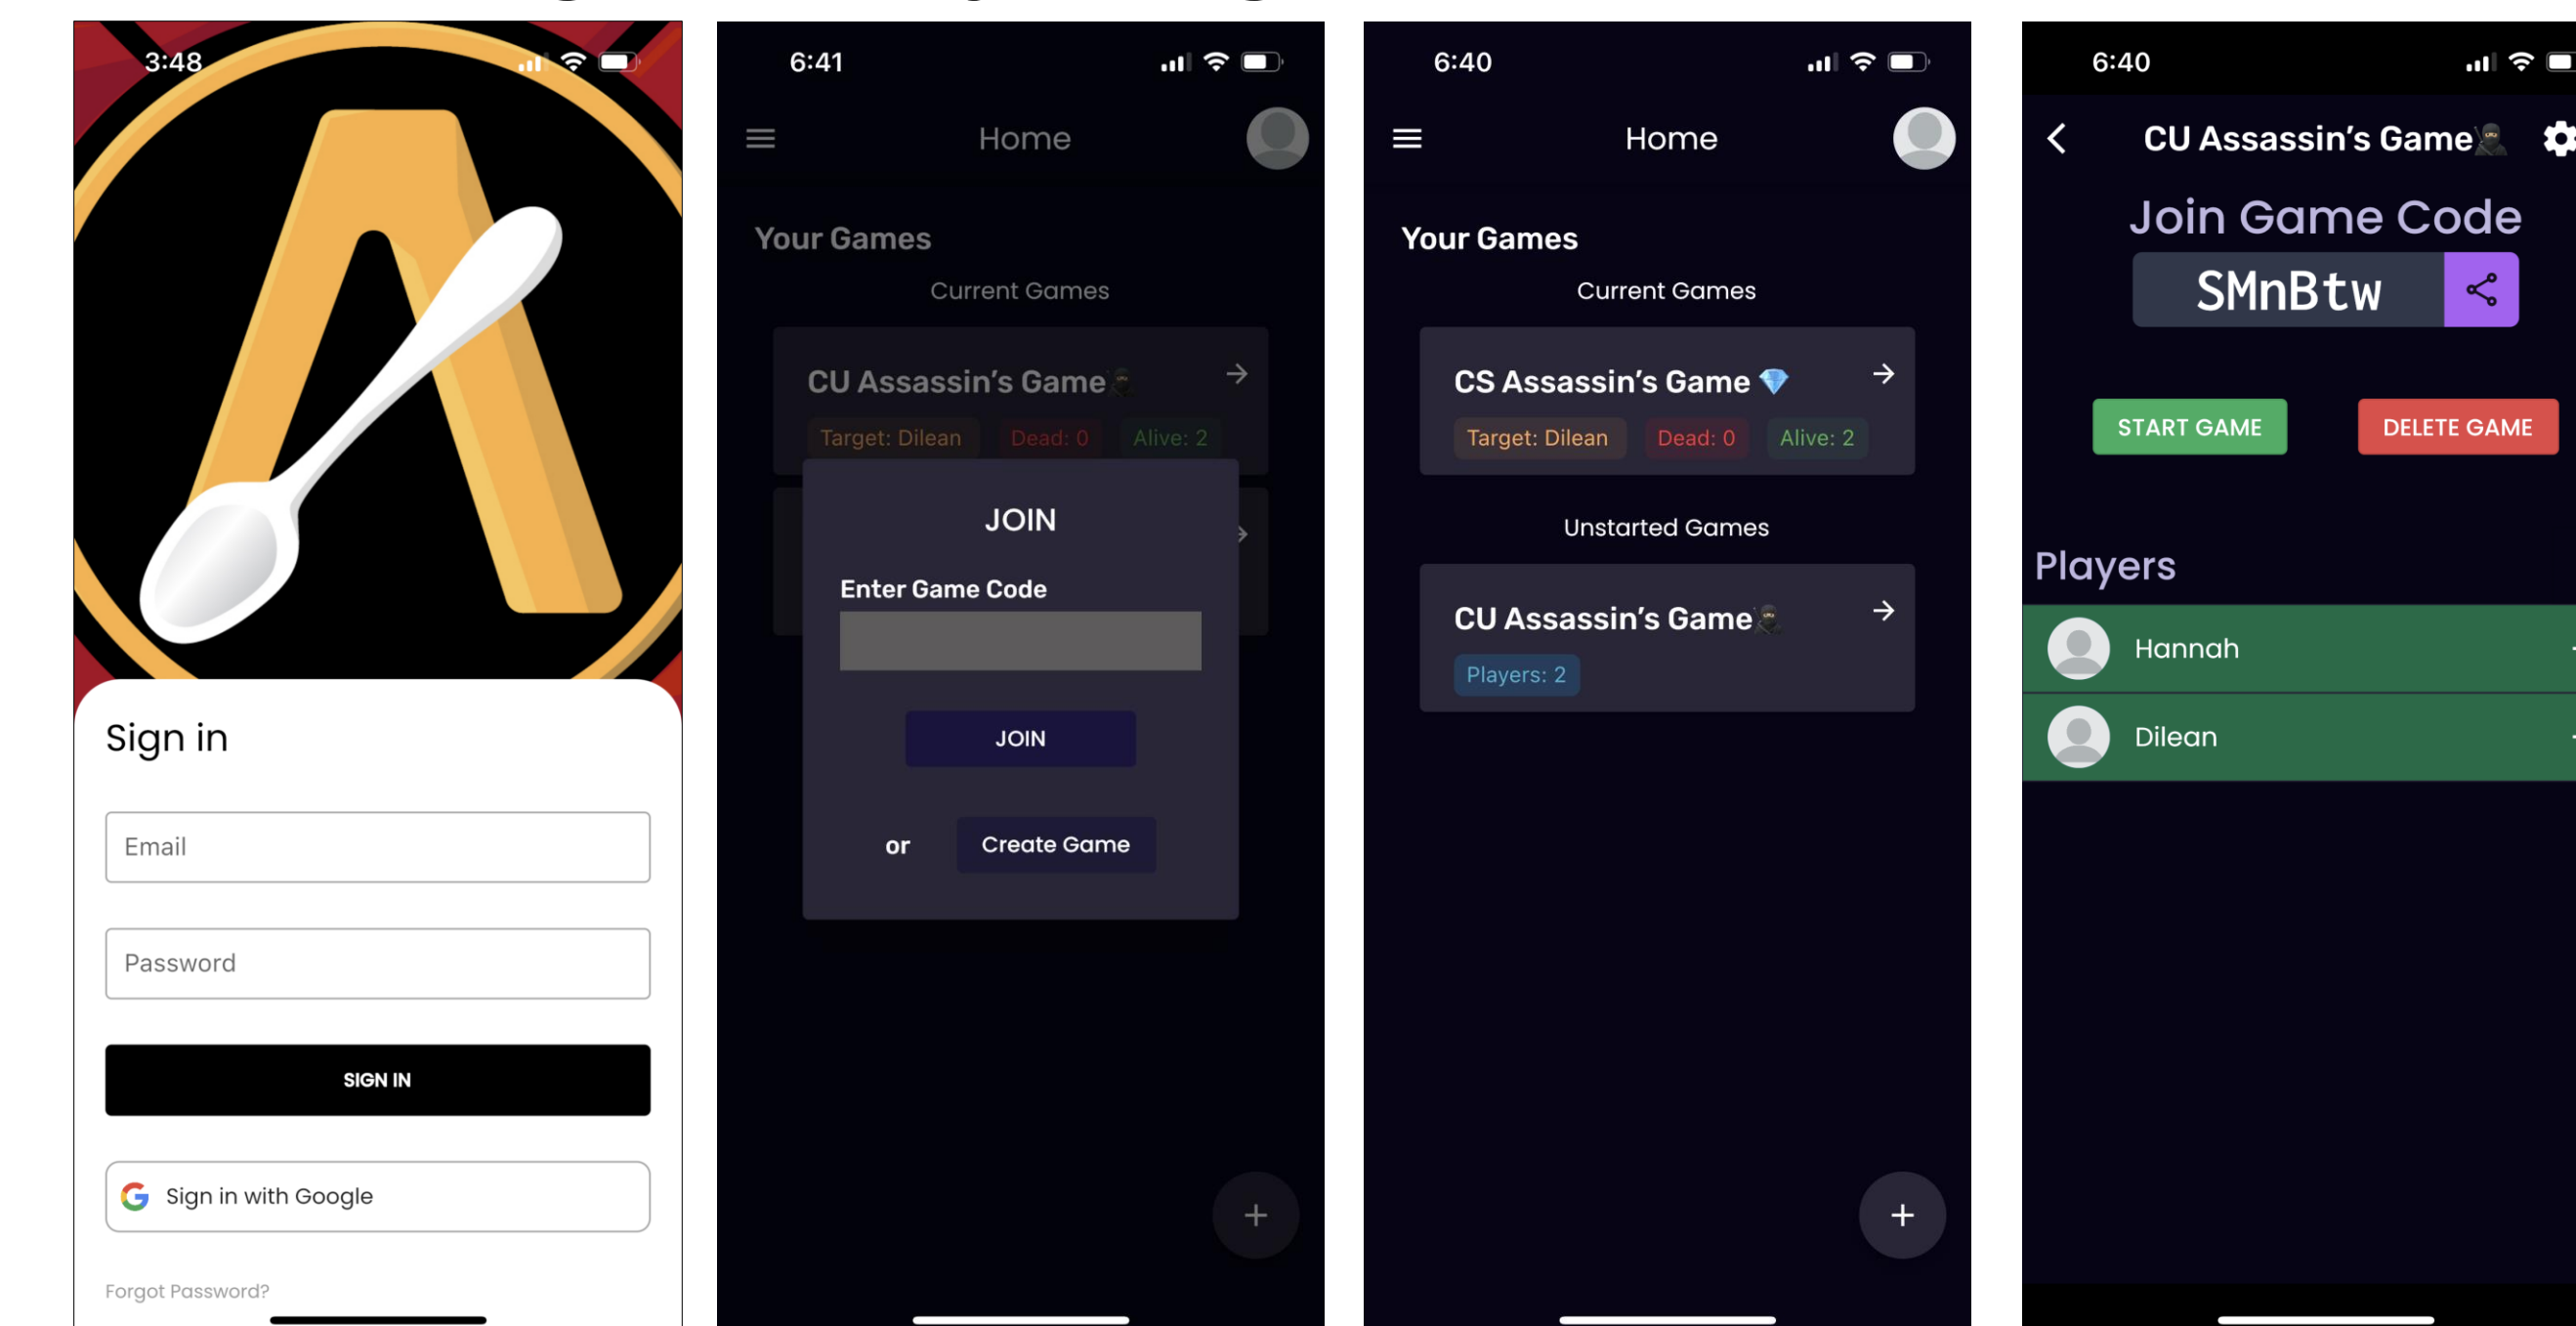 3:48
Sign in
Email
Password
SIGN IN
Sign in with Google
Forgot Password?
6:41
Home
Your Games
Current Games
CU Assassin's Game
Target: Dilean Dead: 0 Alive: 2
JOIN
Enter Game Code
JOIN
or Create Game
+
6:40
Home
Your Games
Current Games
CS Assassin's Game
Target: Dilean Dead: 0 Alive: 2
Unstarted Games
CU Assassin's Game
Players: 2
+
6:40
CU Assassin's Game
Join Game Code
SMnBtw
START GAME DELETE GAME
Players
Hannah
Dilean